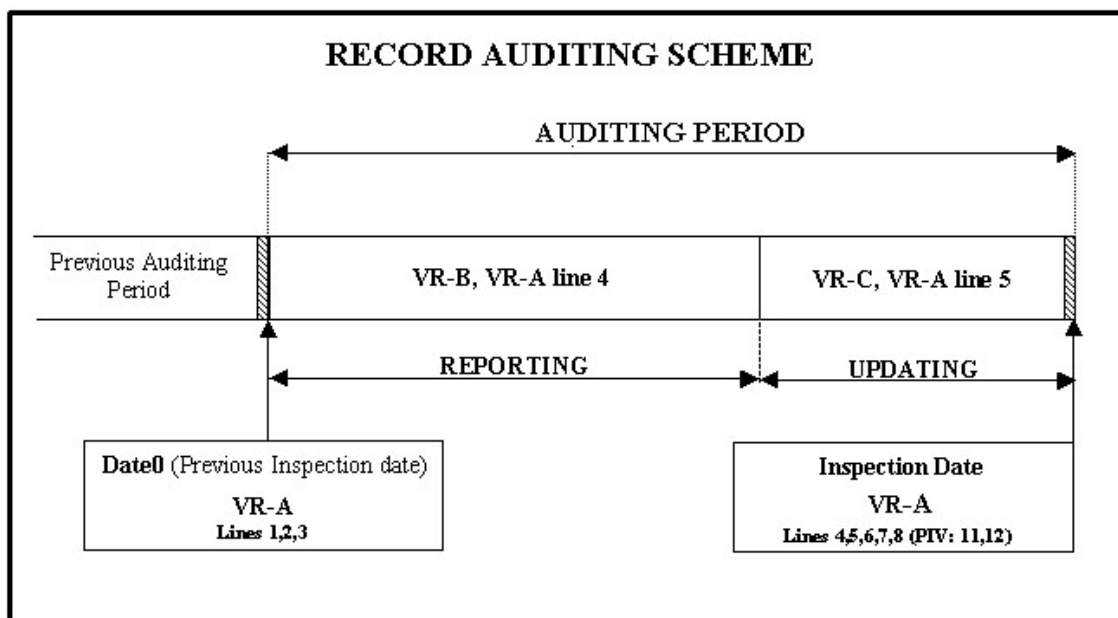 RECORD AUDITING SCHEME
AUDITING PERIOD
Previous Auditing
Period
VR-B, VR-A line 4
VR-C, VR-A line 5
REPORTING
UPDATING
Date0 (Previous Inspection date)
VR-A
Lines 1,2,3
Inspection Date
VR-A
Lines 4,5,6,7,8 (PIV: 11,12)